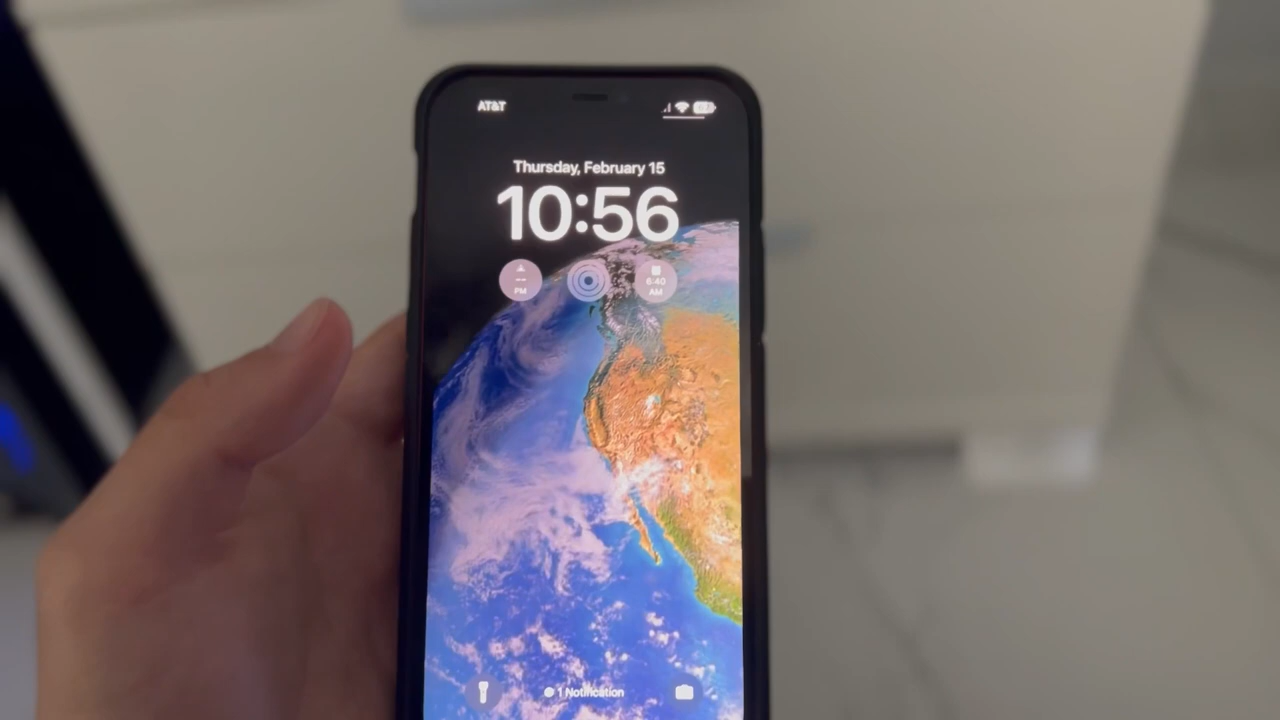 AT&T
Thursday, February 15
10:56
--
PM
6:40
AM
1 Notification